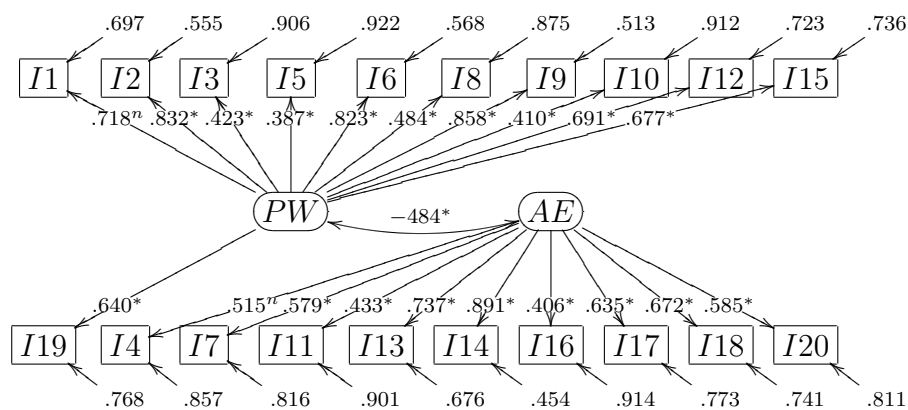 .697 .555 .906 .922 .568 .875 .513 .912 .723 .736
I1 I2 I3 I5 I6 I8 I9 I10 I12 I15
.718ⁿ .832* .423* .387* .823* .484* .858* .410* .691* .677*
PW −484* AE
.640* .515ⁿ .579* .433* .737* .891* .406* .635* .672* .585*
I19 I4 I7 I11 I13 I14 I16 I17 I18 I20
.768 .857 .816 .901 .676 .454 .914 .773 .741 .811